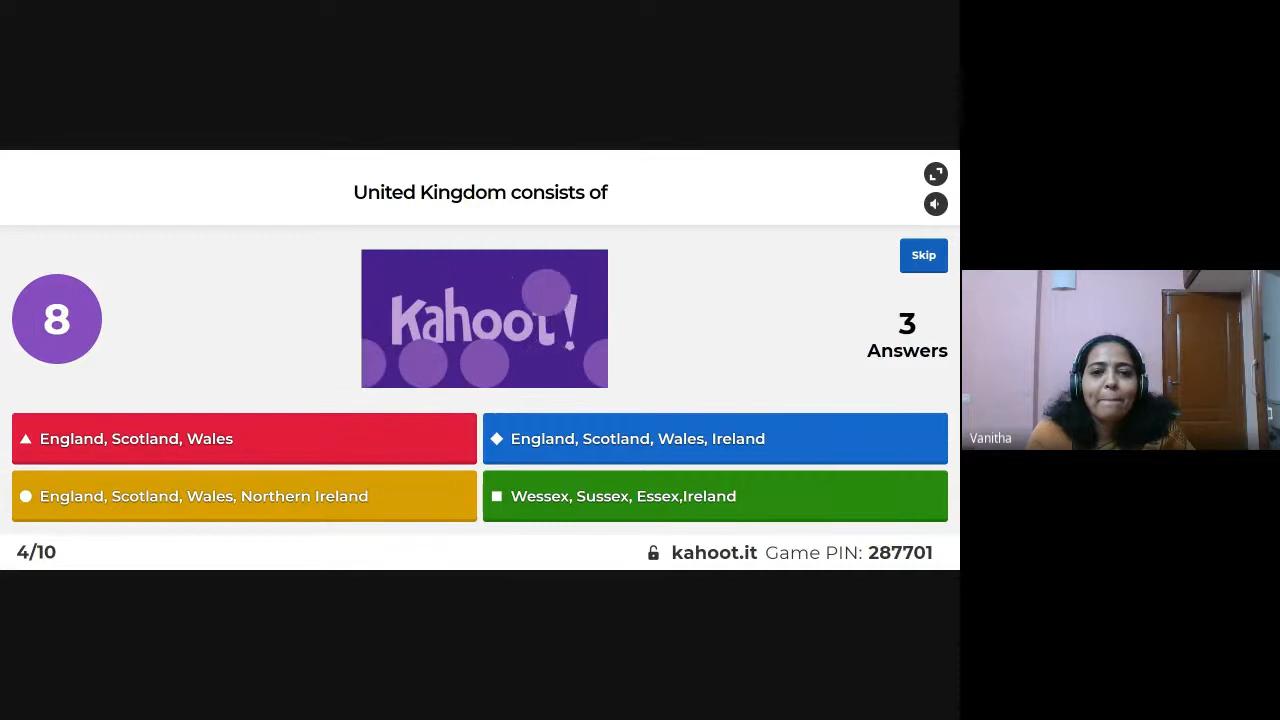 United Kingdom consists of
Skip
8
Kahoot!
3
Answers
England, Scotland, Wales
England, Scotland, Wales, Ireland
England, Scotland, Wales, Northern Ireland
Wessex, Sussex, Essex,Ireland
Vanitha
4/10
kahoot.it Game PIN: 287701